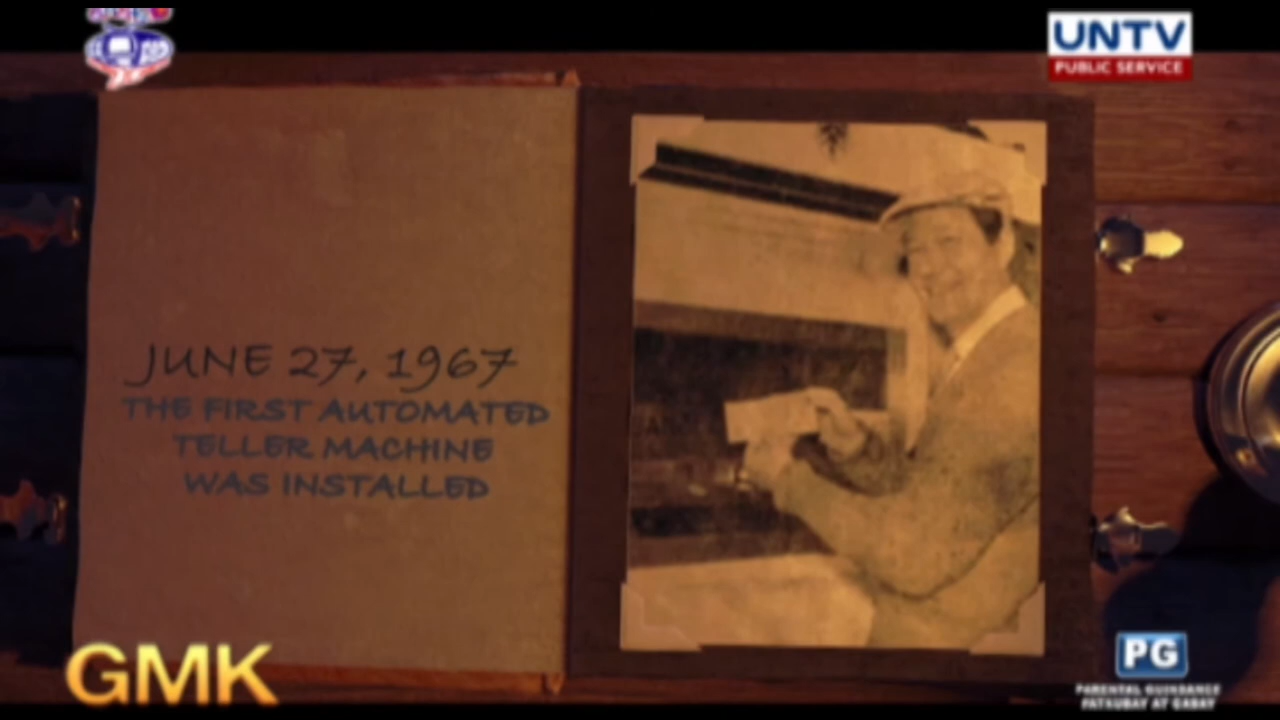 UNTV
PUBLIC SERVICE
JUNE 27, 1967
THE FIRST AUTOMATED
TELLER MACHINE
WAS INSTALLED
GMK
PG
PARENTAL GUIDANCE
PATNUBAY AT GABAY